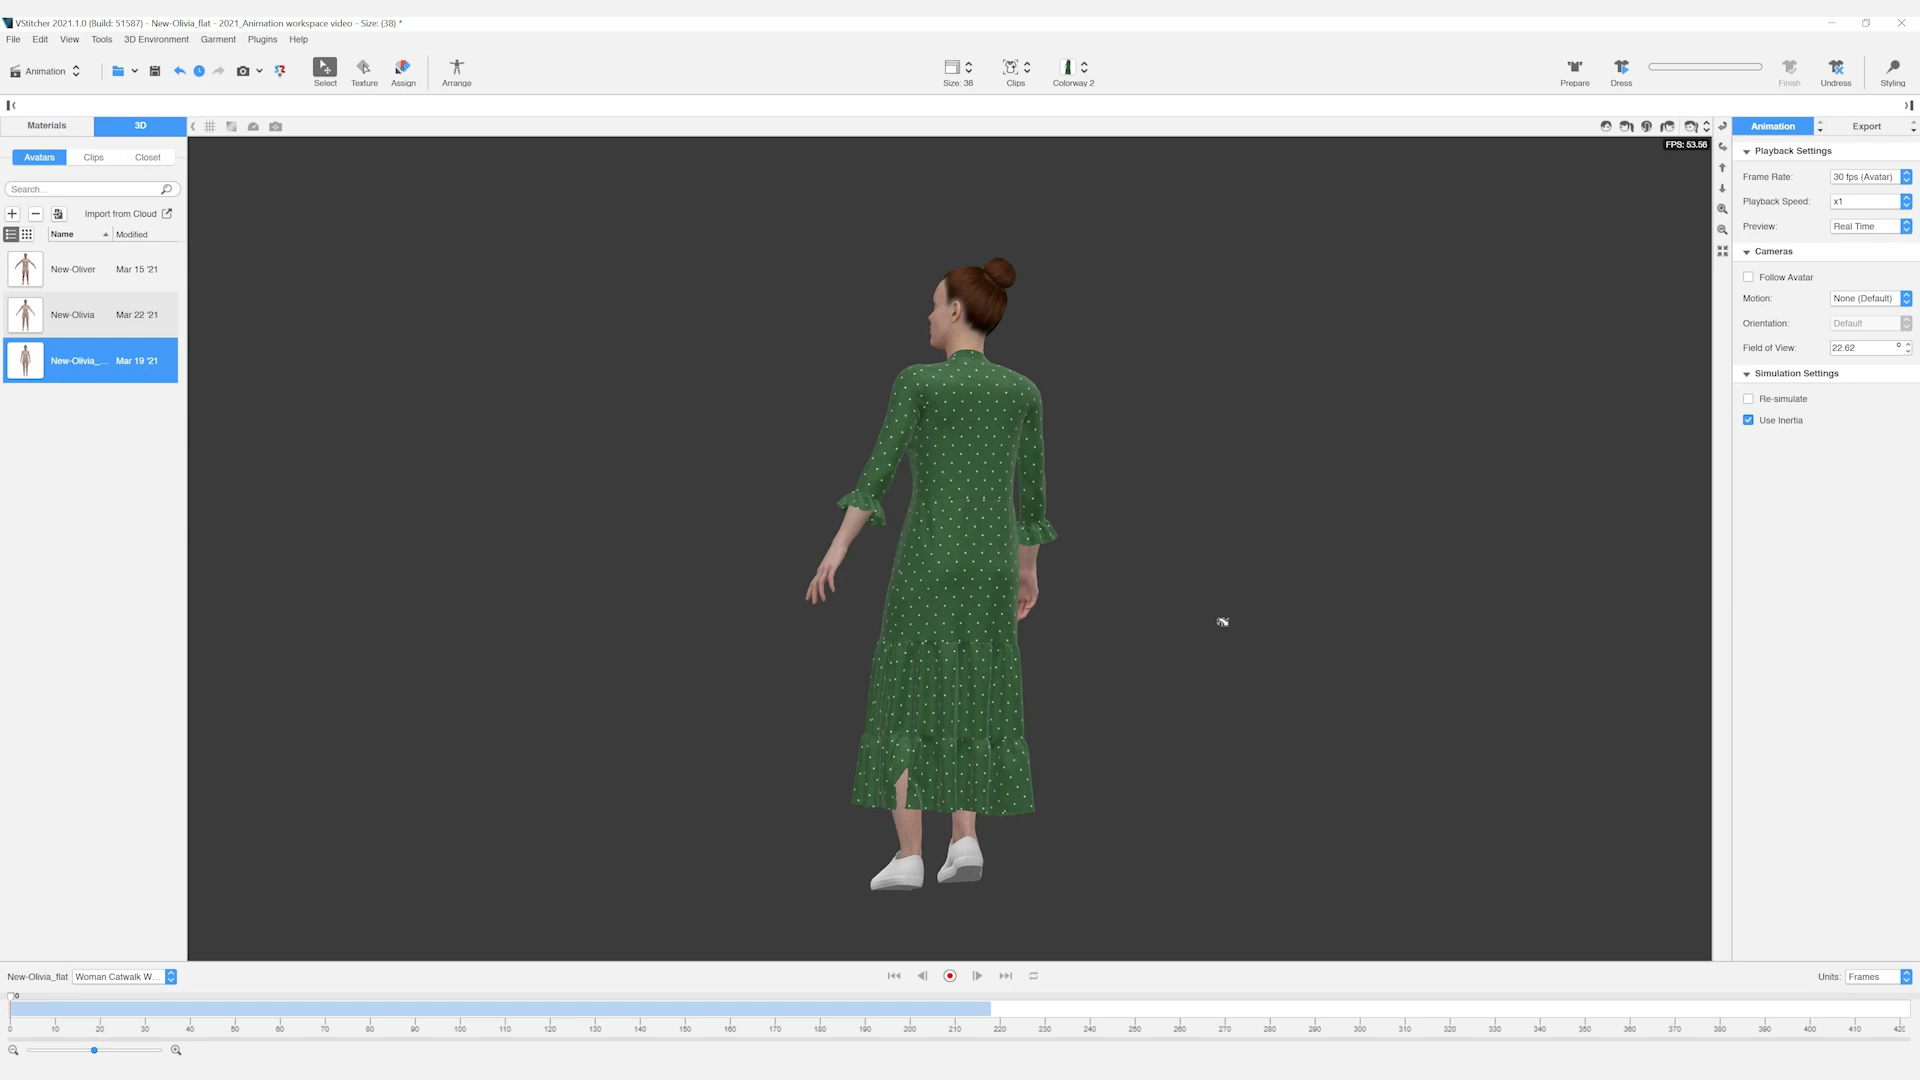 VStitcher 2021.1.0 (Build: 51587) - New-Olivia_flat - 2021_Animation workspace video - Size: (38) *
File Edit View Tools 3D Environment Garment Plugins Help
Animation
Select Texture Assign Arrange
Size: 38 Clips Colorway 2
Prepare Dress Finish Undress Styling
Materials 3D
Avatars Clips Closet
Search...
Import from Cloud
Name Modified
New-Oliver Mar 15 '21
New-Olivia Mar 22 '21
New-Olivia_... Mar 19 '21
FPS: 53.56
Animation Export
Playback Settings
Frame Rate: 30 fps (Avatar)
Playback Speed: x1
Preview: Real Time
Cameras
Follow Avatar
Motion: None (Default)
Orientation: Default
Field of View: 22.62 °
Simulation Settings
Re-simulate
Use Inertia
New-Olivia_flat Woman Catwalk W...
Units: Frames
0
0 10 20 30 40 50 60 70 80 90 100 110 120 130 140 150 160 170 180 190 200 210 220 230 240 250 260 270 280 290 300 310 320 330 340 350 360 370 380 390 400 410 420